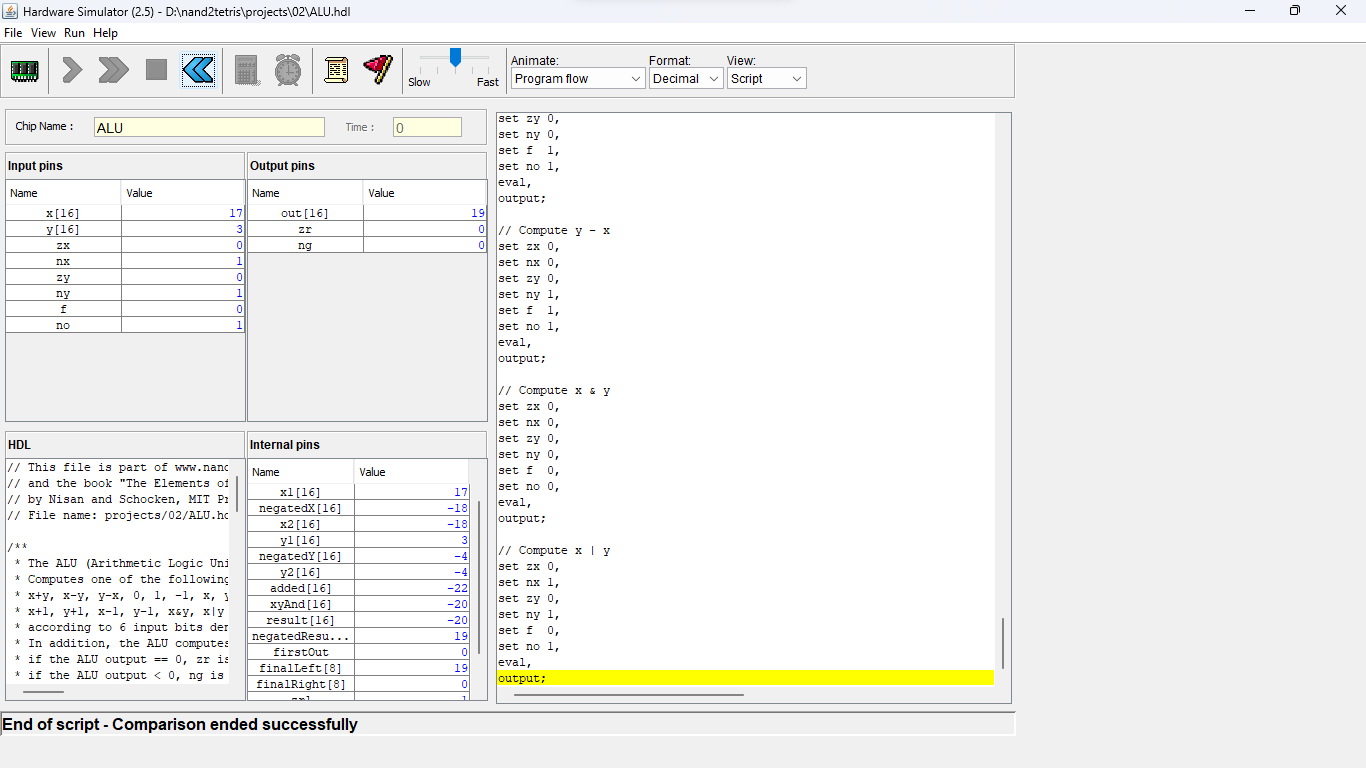 Hardware Simulator (2.5) - D:\nand2tetris\projects\02\ALU.hdl
File View Run Help
Slow Fast
Animate: Format: View:
Program flow Decimal Script
Chip Name : ALU Time : 0
Input pins
Name Value
x[16] 17
y[16] 3
zx 0
nx 1
zy 0
ny 1
f 0
no 1
Output pins
Name Value
out[16] 19
zr 0
ng 0
HDL
// This file is part of www.nand
// and the book "The Elements of
// by Nisan and Schocken, MIT Pr
// File name: projects/02/ALU.hd
/**
* The ALU (Arithmetic Logic Uni
* Computes one of the following
* x+y, x-y, y-x, 0, 1, -1, x, y
* x+1, y+1, x-1, y-1, x&y, x|y
* according to 6 input bits den
* In addition, the ALU computes
* if the ALU output == 0, zr is
* if the ALU output < 0, ng is
Internal pins
Name Value
x1[16] 17
negatedX[16] -18
x2[16] -18
y1[16] 3
negatedY[16] -4
y2[16] -4
added[16] -22
xyAnd[16] -20
result[16] -20
negatedResu... 19
firstOut 0
finalLeft[8] 19
finalRight[8] 0
zr1 1
set zy 0,
set ny 0,
set f 1,
set no 1,
eval,
output;
// Compute y - x
set zx 0,
set nx 0,
set zy 0,
set ny 1,
set f 1,
set no 1,
eval,
output;
// Compute x & y
set zx 0,
set nx 0,
set zy 0,
set ny 0,
set f 0,
set no 0,
eval,
output;
// Compute x | y
set zx 0,
set nx 1,
set zy 0,
set ny 1,
set f 0,
set no 1,
eval,
output;
End of script - Comparison ended successfully